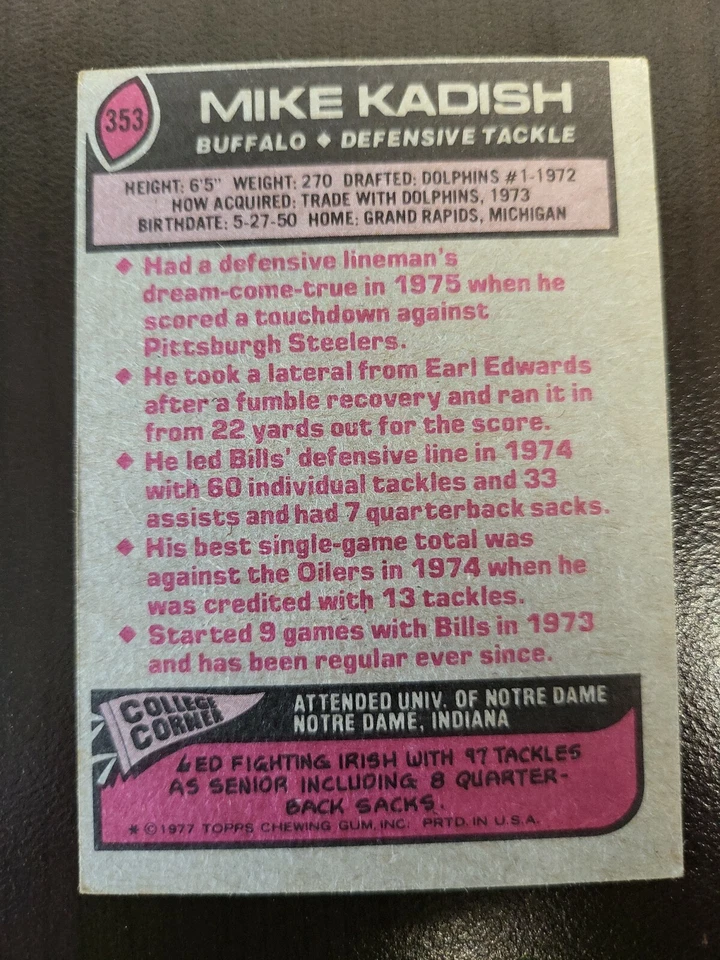 353
MIKE KADISH
BUFFALO ◆ DEFENSIVE TACKLE
HEIGHT: 6'5" WEIGHT: 270 DRAFTED: DOLPHINS #1-1972
HOW ACQUIRED: TRADE WITH DOLPHINS, 1973
BIRTHDATE: 5-27-50 HOME: GRAND RAPIDS, MICHIGAN
◆ Had a defensive lineman's
dream-come-true in 1975 when he
scored a touchdown against
Pittsburgh Steelers.
◆ He took a lateral from Earl Edwards
after a fumble recovery and ran it in
from 22 yards out for the score.
◆ He led Bills' defensive line in 1974
with 60 individual tackles and 33
assists and had 7 quarterback sacks.
◆ His best single-game total was
against the Oilers in 1974 when he
was credited with 13 tackles.
◆ Started 9 games with Bills in 1973
and has been regular ever since.
COLLEGE
CORNER
ATTENDED UNIV. OF NOTRE DAME
NOTRE DAME, INDIANA
LED FIGHTING IRISH WITH 97 TACKLES
AS SENIOR INCLUDING 8 QUARTER-
BACK SACKS.
* ©1977 TOPPS CHEWING GUM, INC. PRTD. IN U.S.A.